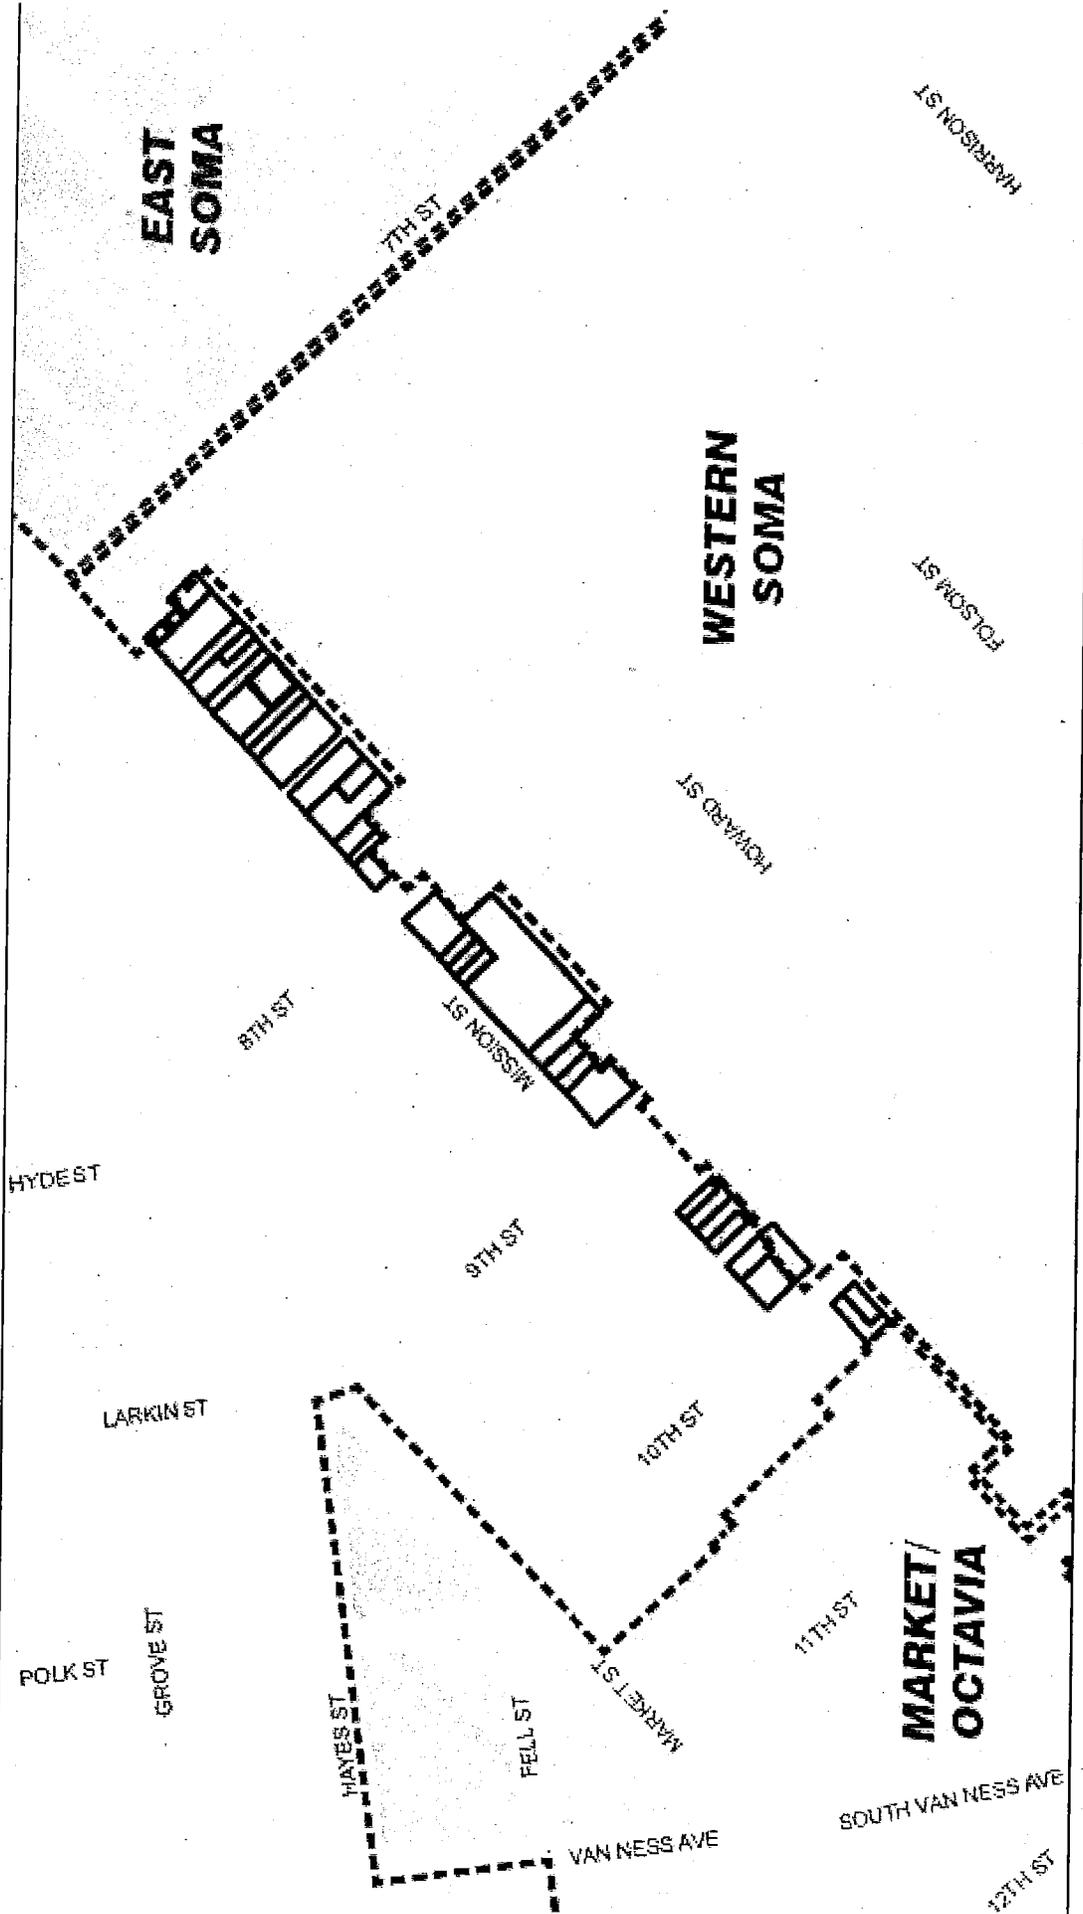 EAST
SOMA
7TH ST
HARRISON ST
WESTERN
SOMA
FOLSOM ST
HOWARD ST
8TH ST
MISSION ST
HYDE ST
9TH ST
LARKIN ST
10TH ST
MARKET/
OCTAVIA
11TH ST
POLK ST
GROVE ST
HAYES ST
FELL ST
MARKET ST
SOUTH VAN NESS AVE
VAN NESS AVE
12TH ST